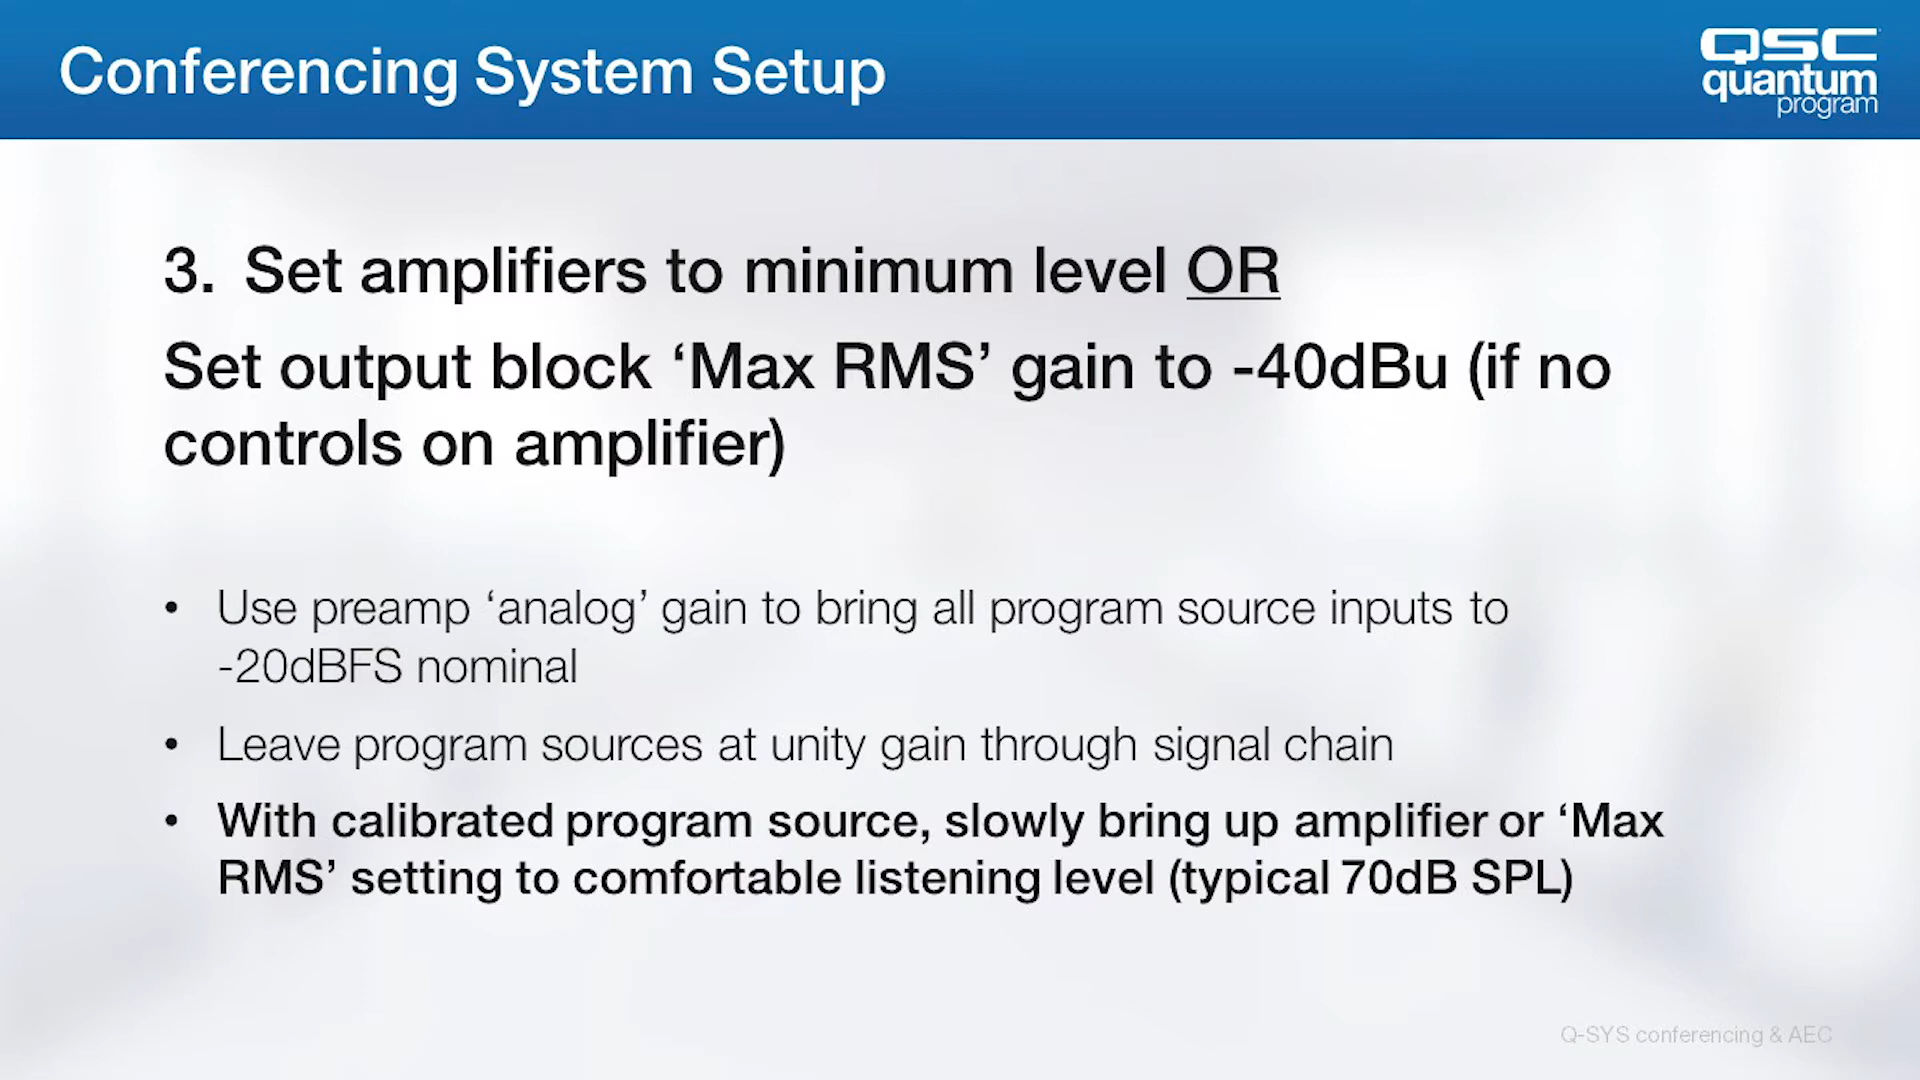 Conferencing System Setup
QSC
quantum
program
3. Set amplifiers to minimum level OR
Set output block ‘Max RMS’ gain to -40dBu (if no
controls on amplifier)
• Use preamp ‘analog’ gain to bring all program source inputs to
-20dBFS nominal
• Leave program sources at unity gain through signal chain
• With calibrated program source, slowly bring up amplifier or ‘Max
RMS’ setting to comfortable listening level (typical 70dB SPL)
Q-SYS conferencing & AEC